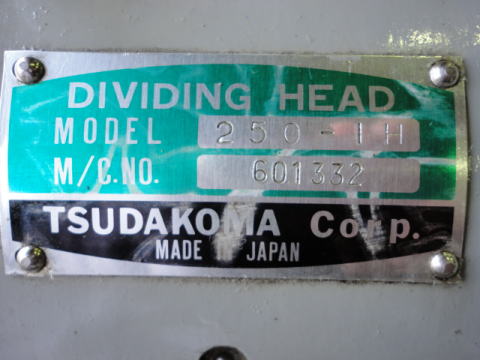 DIVIDING HEAD
MODEL 250-1H
M/C.NO. 601332
TSUDAKOMA Corp.
MADE JAPAN